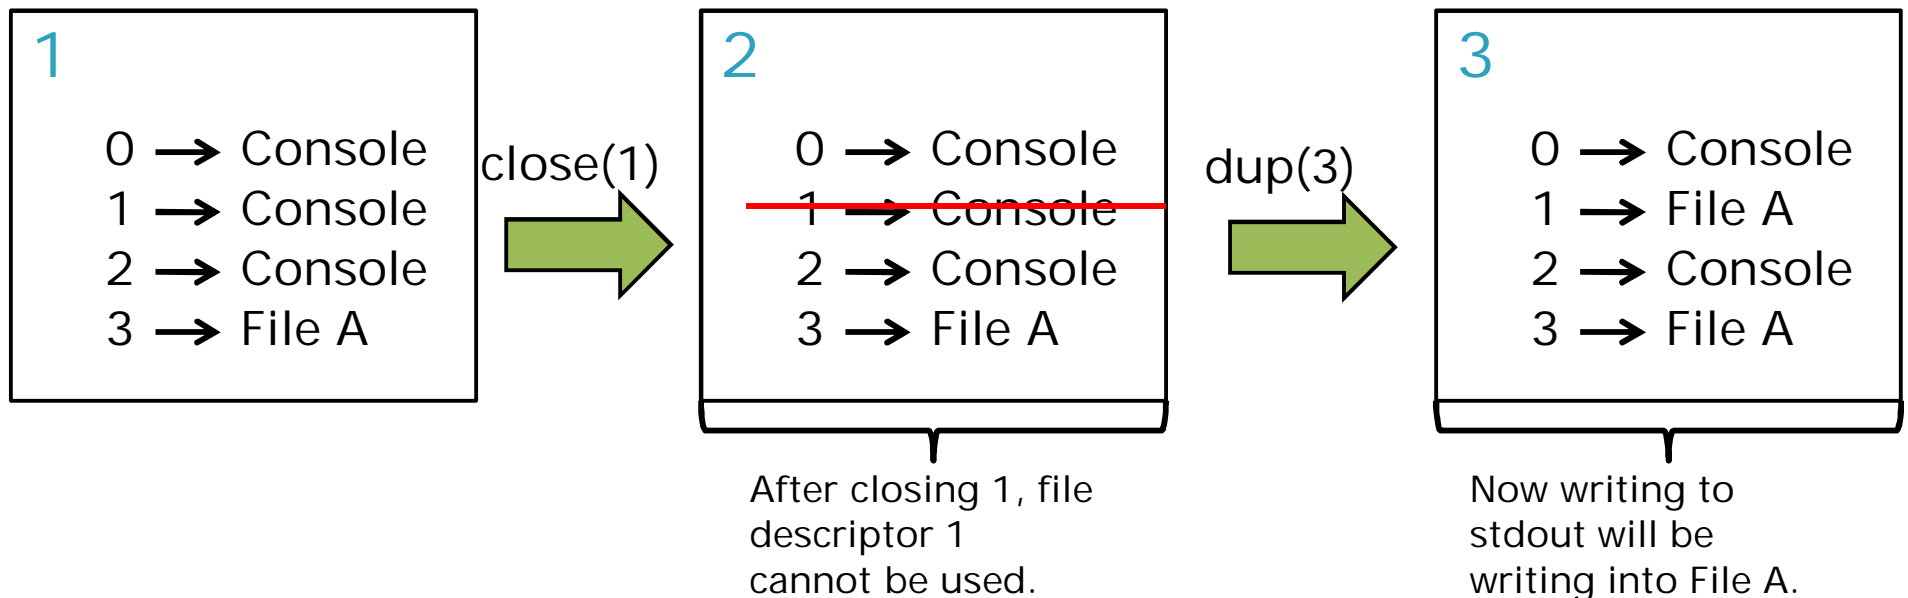 1
0 → Console
1 → Console
2 → Console
3 → File A
close(1)
2
0 → Console
1 → Console
2 → Console
3 → File A
After closing 1, file
descriptor 1
cannot be used.
dup(3)
3
0 → Console
1 → File A
2 → Console
3 → File A
Now writing to
stdout will be
writing into File A.